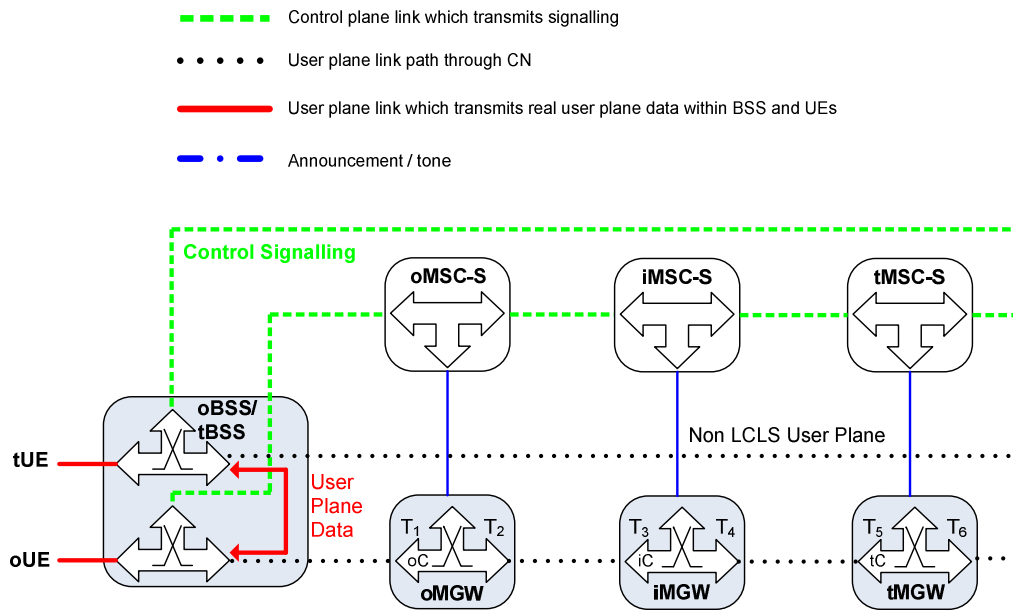 Control plane link which transmits signalling
User plane link path through CN
User plane link which transmits real user plane data within BSS and UEs
Announcement / tone
Control Signalling
oMSC-S
iMSC-S
tMSC-S
oBSS/
tBSS
Non LCLS User Plane
tUE
User
Plane
Data
T1
T2
T3
T4
T5
T6
oUE
oC
iC
tC
oMGW
iMGW
tMGW